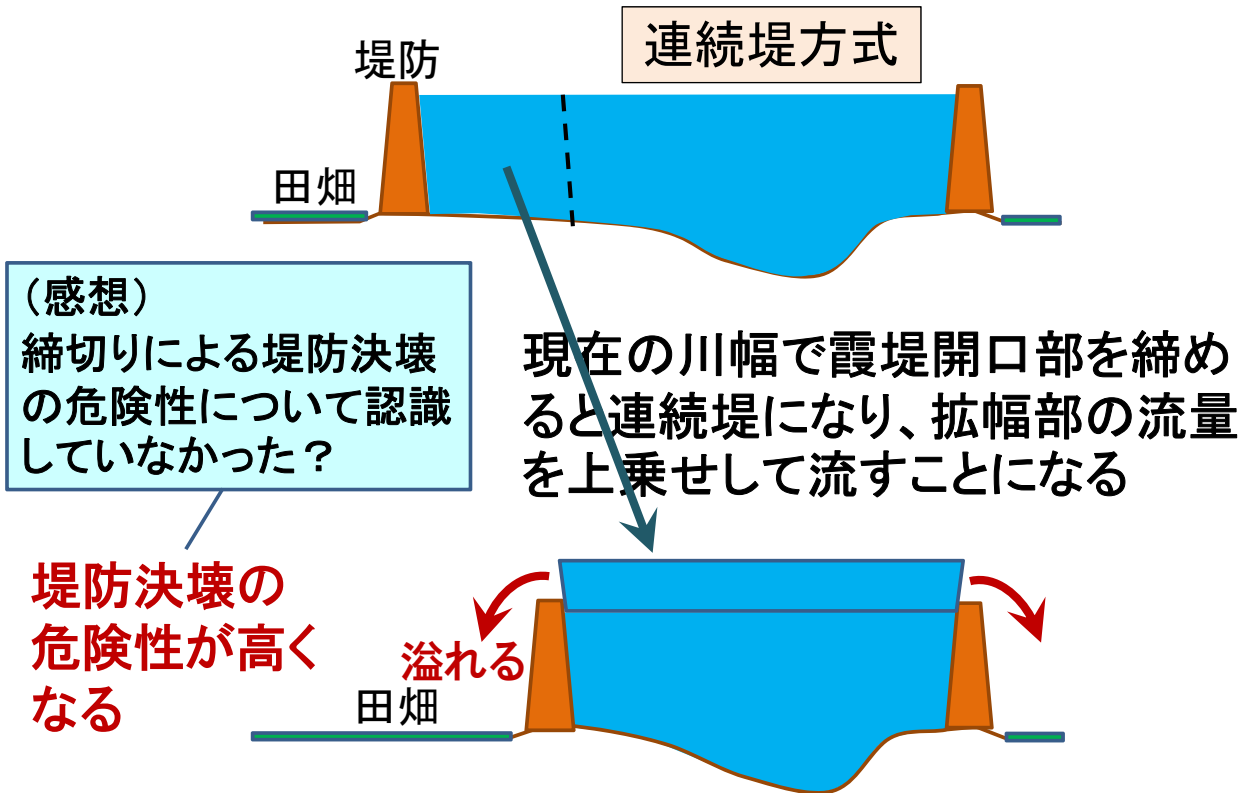 連続堤方式
堤防
田畑
（感想）
締切りによる堤防決壊
の危険性について認識
していなかった？
現在の川幅で霞堤開口部を締め
ると連続堤になり、拡幅部の流量
を上乗せして流すことになる
堤防決壊の
危険性が高く
なる
溢れる
田畑